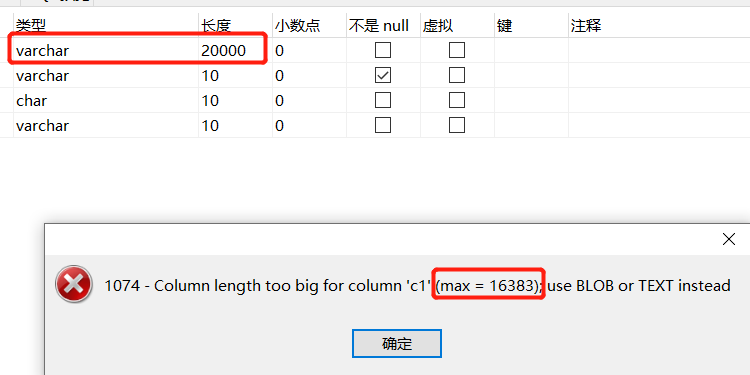 类型 长度 小数点 不是 null 虚拟 键 注释
varchar 20000 0
varchar 10 0
char 10 0
varchar 10 0
1074 - Column length too big for column 'c1' (max = 16383); use BLOB or TEXT instead
确定